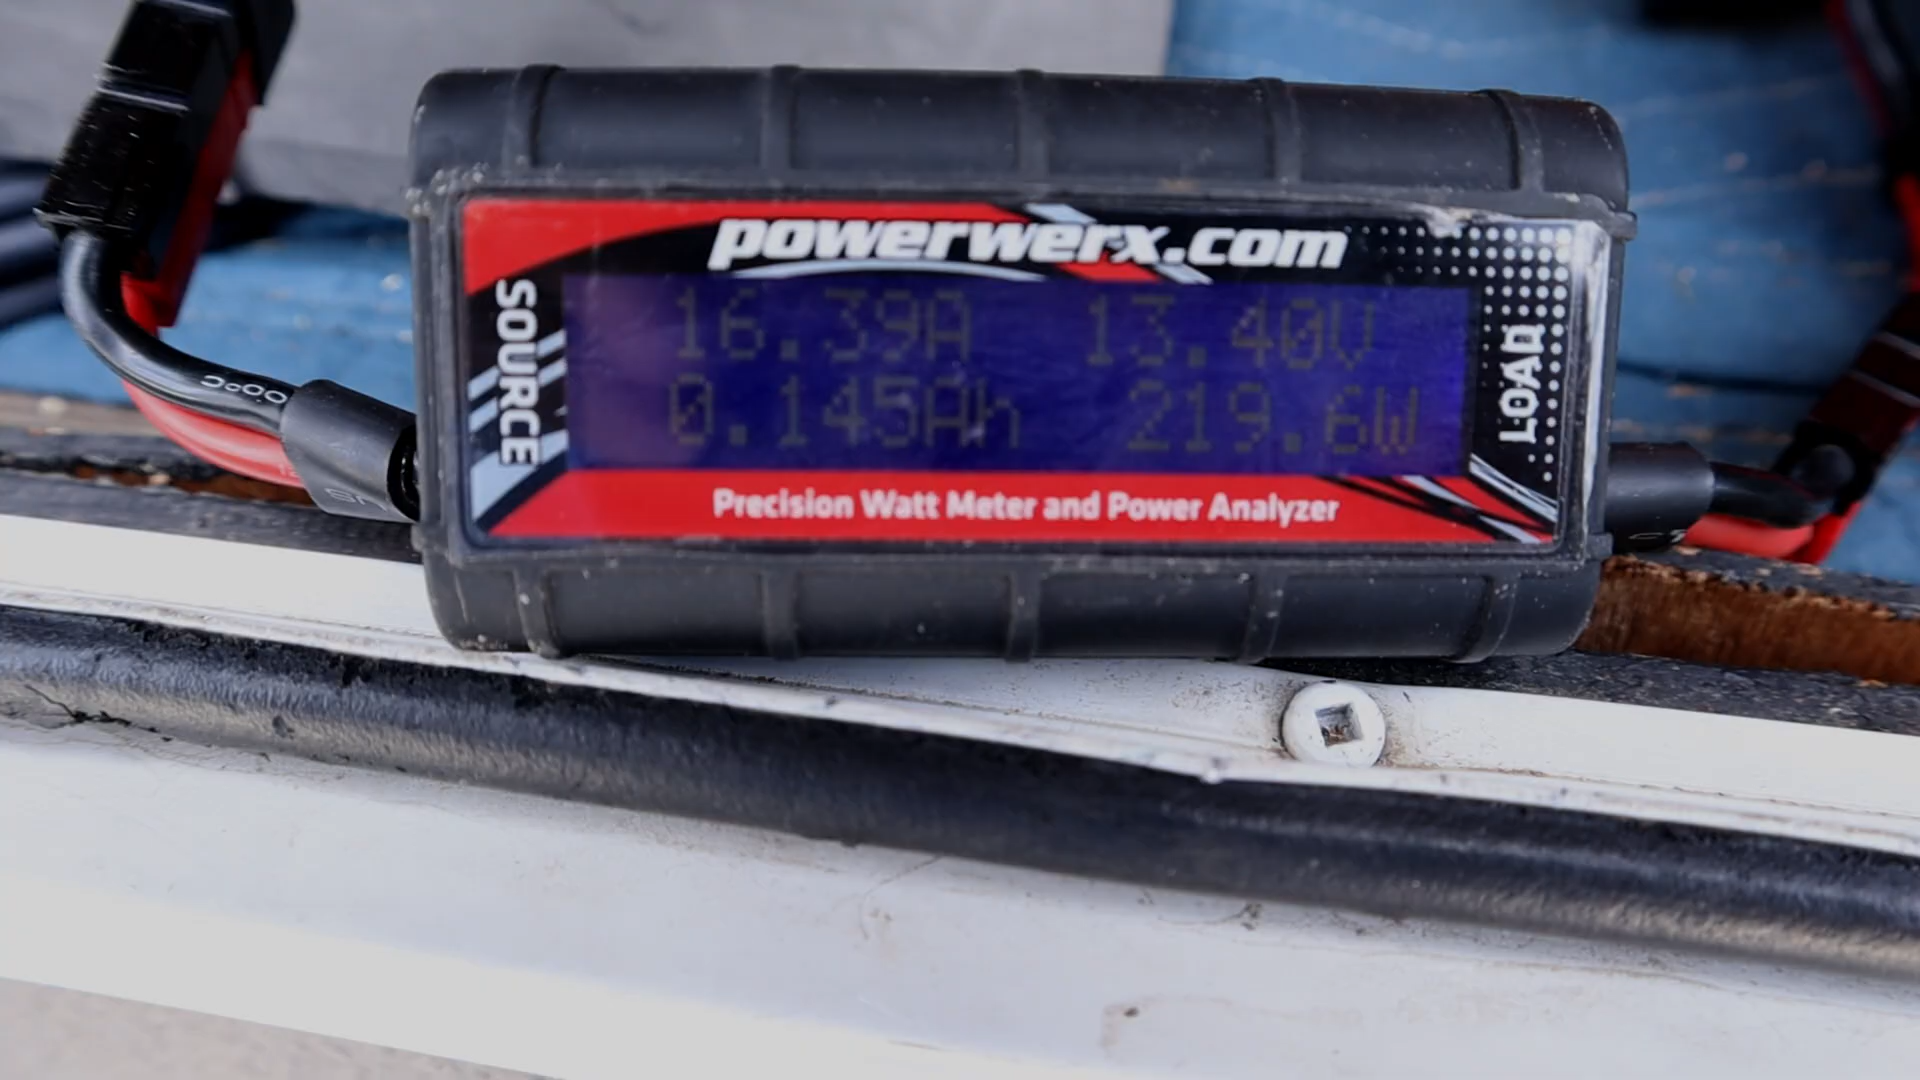 powerwerx.com
SOURCE
16.39A 13.40V
0.145Ah 219.6W
LOAD
Precision Watt Meter and Power Analyzer